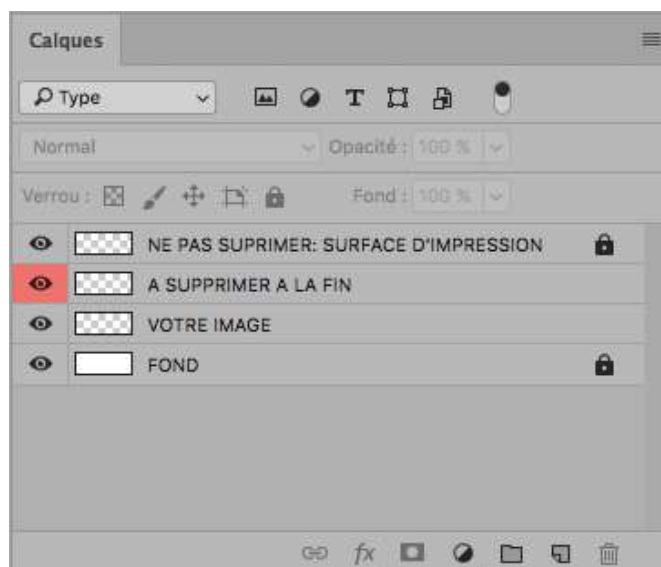 Calques
Type
Normal Opacité : 100 %
Verrou : Fond : 100 %
NE PAS SUPRIMER: SURFACE D'IMPRESSION
A SUPPRIMER A LA FIN
VOTRE IMAGE
FOND
fx